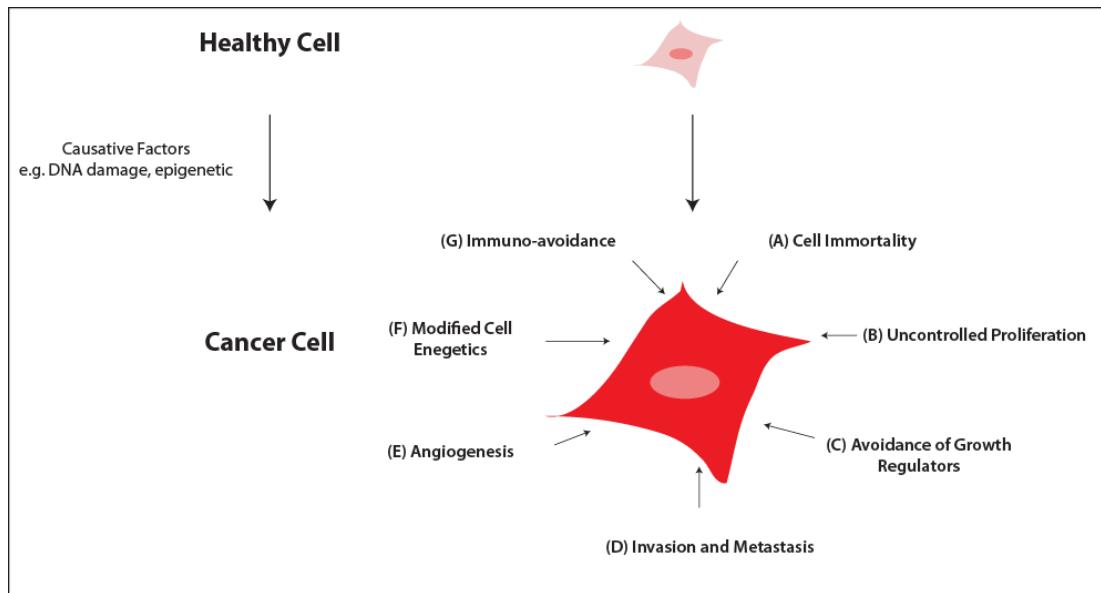 Healthy Cell
Causative Factors
e.g. DNA damage, epigenetic
(G) Immuno-avoidance
(A) Cell Immortality
Cancer Cell
(F) Modified Cell
Enegetics
(B) Uncontrolled Proliferation
(E) Angiogenesis
(C) Avoidance of Growth
Regulators
(D) Invasion and Metastasis